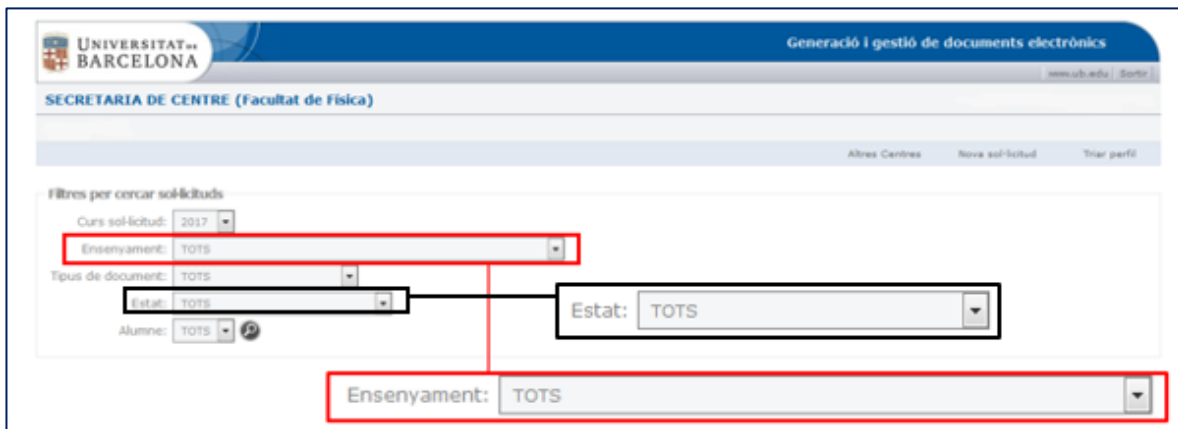 UNIVERSITAT DE
BARCELONA
Generació i gestió de documents electrònics
www.ub.edu | Sortir |
SECRETARIA DE CENTRE (Facultat de Física)
Altres Centres Nova sol·licitud Triar perfil
Filtres per cercar sol·licituds
Curs sol·licitud: 2017
Ensenyament: TOTS
Tipus de document: TOTS
Estat: TOTS
Estat: TOTS
Alumne: TOTS
Ensenyament: TOTS